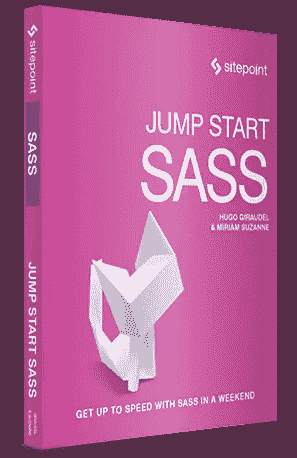 sitepoint
JUMP START
SASS
HUGO GIRAUDEL
& MIRIAM SUZANNE
GET UP TO SPEED WITH SASS IN A WEEKEND
sitepoint
SASS
JUMP START SASS